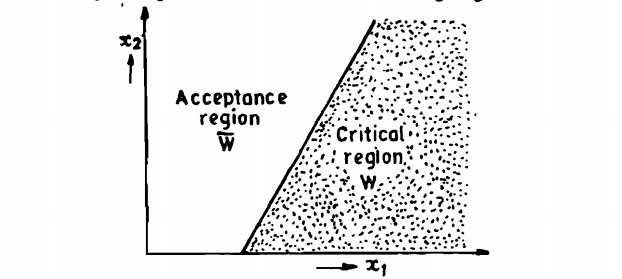 x₂
Acceptance
region
W̅
Critical
region
W
x₁